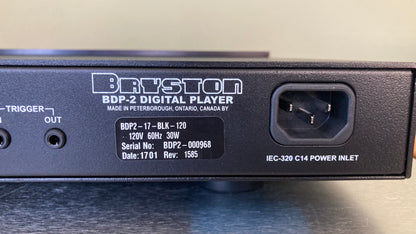 BRYSTON
BDP-2 DIGITAL PLAYER
MADE IN PETERBOROUGH, ONTARIO, CANADA BY
TRIGGER
OUT
BDP2-17-BLK-120
120V 60Hz 30W
Serial No: BDP2-000968
Date: 1701 Rev: 1585
IEC-320 C14 POWER INLET